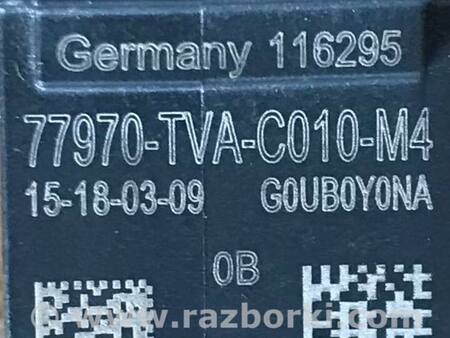 Germany 116295
77970-TVA-C010-M4
15-18-03-09 G0UB0Y0NA
0B
© www.razborki.com